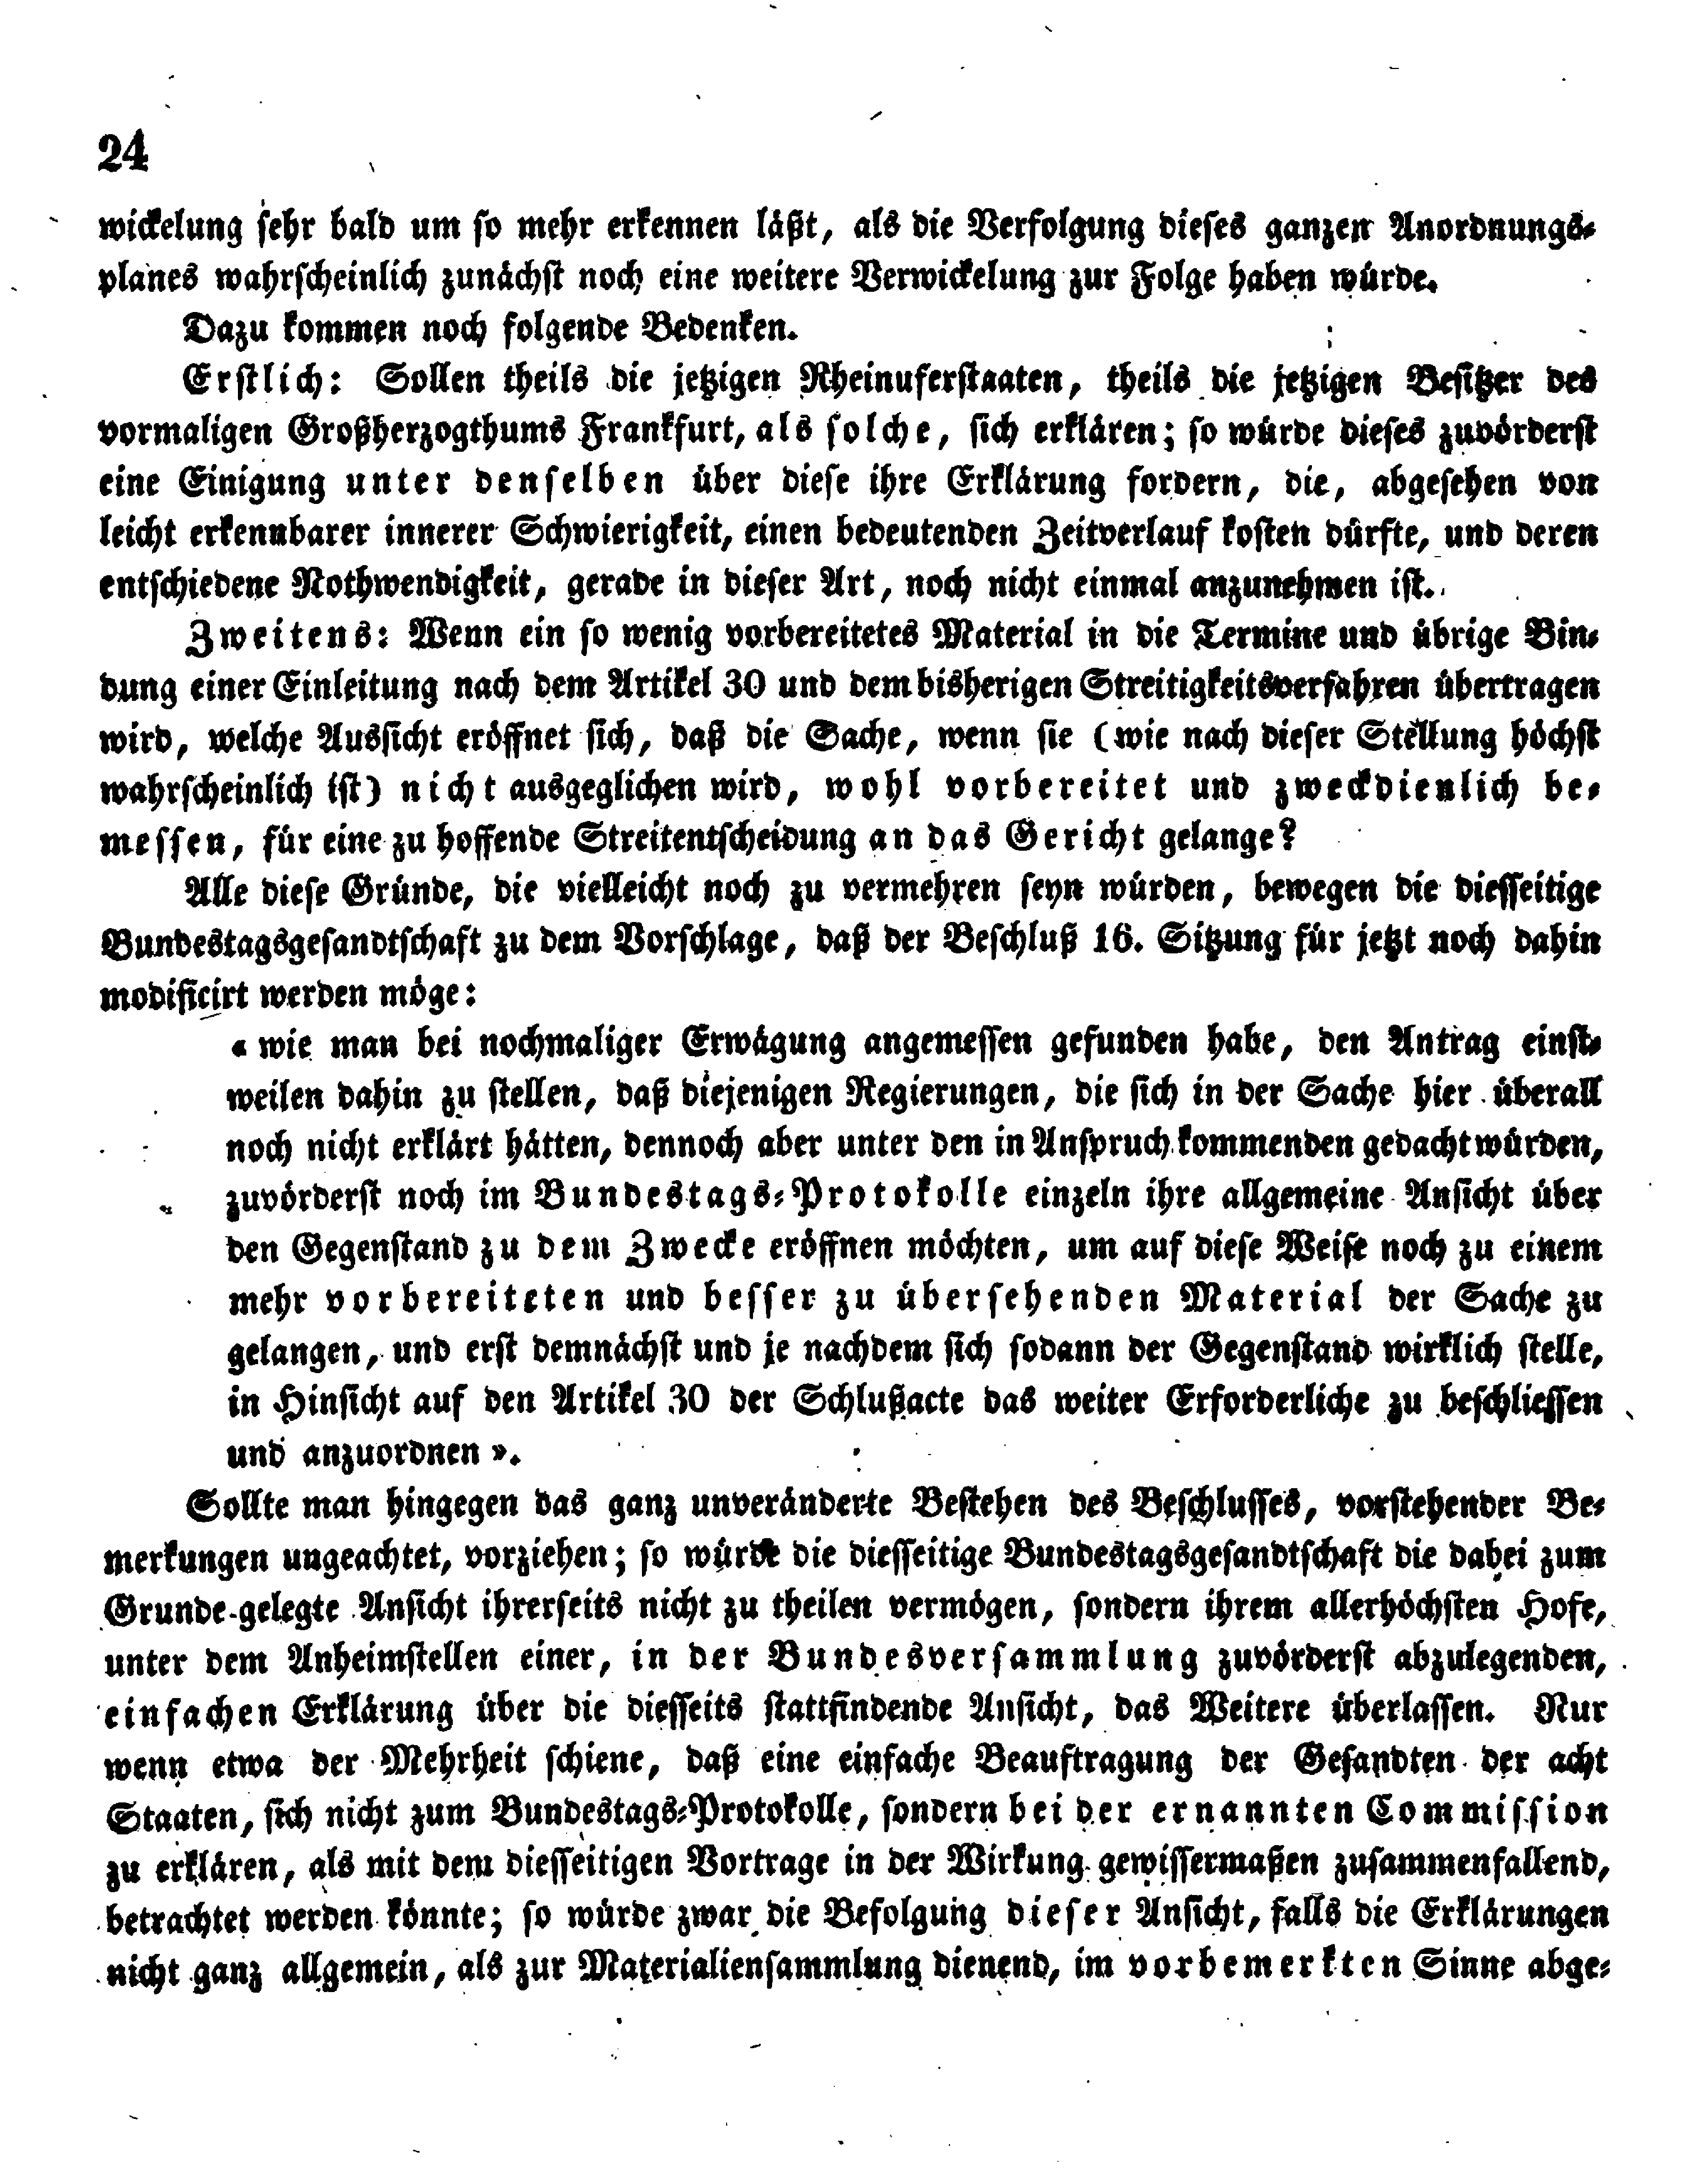 24
wickelung sehr bald um so mehr erkennen läßt, als die Verfolgung dieses ganzen Anordnungs-
planes wahrscheinlich zunächst noch eine weitere Verwickelung zur Folge haben würde.
Dazu kommen noch folgende Bedenken.
Erstlich: Sollen theils die jetzigen Rheinuferstaaten, theils die jetzigen Besitzer des
vormaligen Großherzogthums Frankfurt, als solche, sich erklären; so würde dieses zuvörderst
eine Einigung unter denselben über diese ihre Erklärung fordern, die, abgesehen von
leicht erkennbarer innerer Schwierigkeit, einen bedeutenden Zeitverlauf kosten dürfte, und deren
entschiedene Nothwendigkeit, gerade in dieser Art, noch nicht einmal anzunehmen ist.
Zweitens: Wenn ein so wenig vorbereitetes Material in die Termine und übrige Bin-
dung einer Einleitung nach dem Artikel 30 und dem bisherigen Streitigkeitsverfahren übertragen
wird, welche Aussicht eröffnet sich, daß die Sache, wenn sie (wie nach dieser Stellung höchst
wahrscheinlich ist) nicht ausgeglichen wird, wohl vorbereitet und zweckdienlich be-
messen, für eine zu hoffende Streitentscheidung an das Gericht gelange?
Alle diese Gründe, die vielleicht noch zu vermehren seyn würden, bewegen die diesseitige
Bundestagsgesandtschaft zu dem Vorschlage, daß der Beschluß 16. Sitzung für jetzt noch dahin
modificirt werden möge:
« wie man bei nochmaliger Erwägung angemessen gefunden habe, den Antrag einst-
weilen dahin zu stellen, daß diejenigen Regierungen, die sich in der Sache hier überall
noch nicht erklärt hätten, dennoch aber unter den in Anspruch kommenden gedacht würden,
zuvörderst noch im Bundestags-Protokolle einzeln ihre allgemeine Ansicht über
den Gegenstand zu dem Zwecke eröffnen möchten, um auf diese Weise noch zu einem
mehr vorbereiteten und besser zu übersehenden Material der Sache zu
gelangen, und erst demnächst und je nachdem sich sodann der Gegenstand wirklich stelle,
in Hinsicht auf den Artikel 30 der Schlußacte das weiter Erforderliche zu beschliessen
und anzuordnen ».
Sollte man hingegen das ganz unveränderte Bestehen des Beschlusses, vorstehender Be-
merkungen ungeachtet, vorziehen; so würde die diesseitige Bundestagsgesandtschaft die dabei zum
Grunde gelegte Ansicht ihrerseits nicht zu theilen vermögen, sondern ihrem allerhöchsten Hofe,
unter dem Anheimstellen einer, in der Bundesversammlung zuvörderst abzulegenden,
einfachen Erklärung über die diesseits stattfindende Ansicht, das Weitere überlassen. Nur
wenn etwa der Mehrheit schiene, daß eine einfache Beauftragung der Gesandten der acht
Staaten, sich nicht zum Bundestags-Protokolle, sondern bei der ernannten Commission
zu erklären, als mit dem diesseitigen Vortrage in der Wirkung gewissermaßen zusammenfallend,
betrachtet werden könnte; so würde zwar die Befolgung dieser Ansicht, falls die Erklärungen
nicht ganz allgemein, als zur Materialiensammlung dienend, im vorbemerkten Sinne abge-